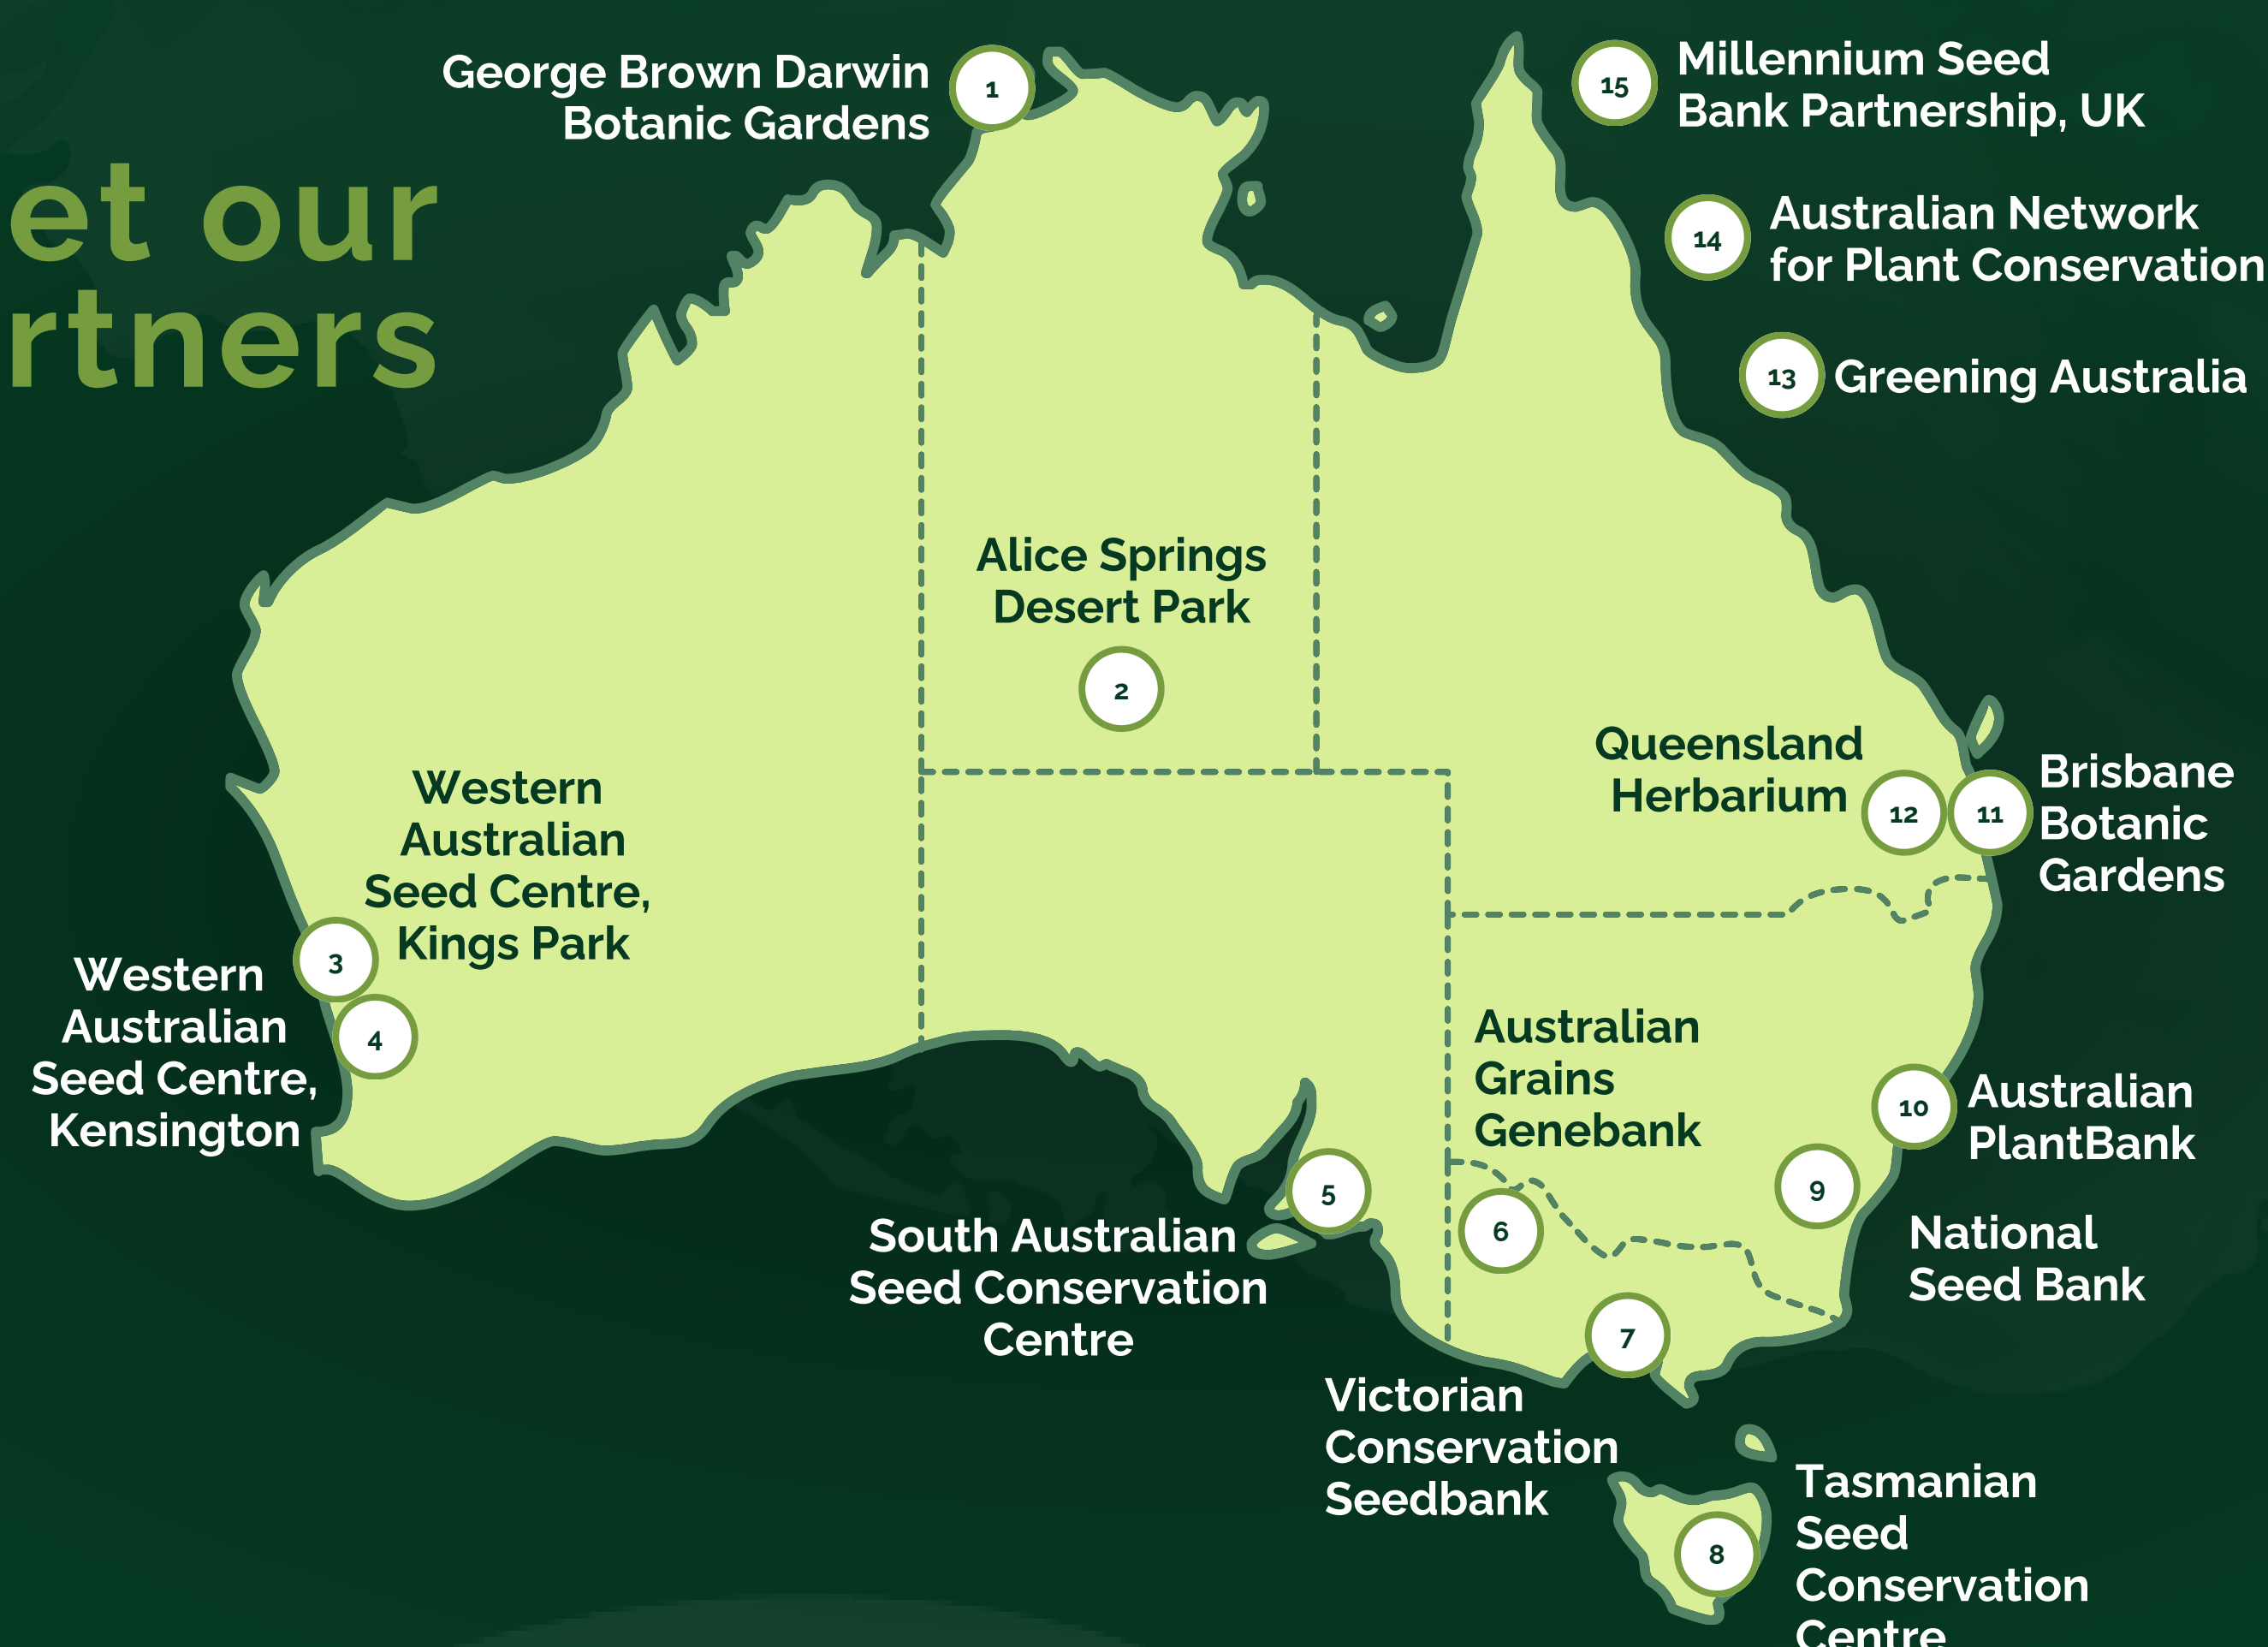 et our
rtners
George Brown Darwin
Botanic Gardens
1
15
Millennium Seed
Bank Partnership, UK
14
Australian Network
for Plant Conservation
13
Greening Australia
Alice Springs
Desert Park
2
Queensland
Herbarium
12
11
Brisbane
Botanic
Gardens
Western
Australian
Seed Centre,
Kings Park
3
4
Western
Australian
Seed Centre,
Kensington
Australian
Grains
Genebank
6
10
Australian
PlantBank
9
National
Seed Bank
5
South Australian
Seed Conservation
Centre
7
Victorian
Conservation
Seedbank
8
Tasmanian
Seed
Conservation
Centre